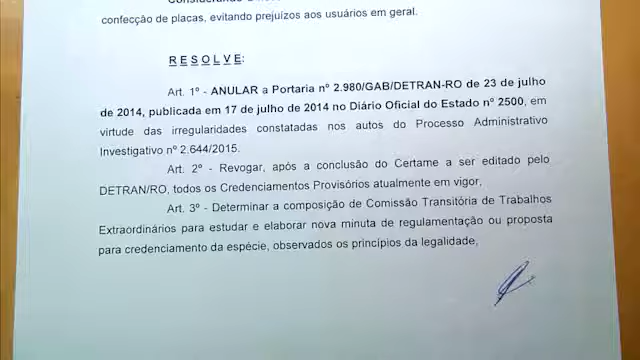 confecção de placas, evitando prejuízos aos usuários em geral.
RESOLVE:
Art. 1º - ANULAR a Portaria nº 2.980/GAB/DETRAN-RO de 23 de julho
de 2014, publicada em 17 de julho de 2014 no Diário Oficial do Estado nº 2500, em
virtude das irregularidades constatadas nos autos do Processo Administrativo
Investigativo nº 2.644/2015.
Art. 2º - Revogar, após a conclusão do Certame a ser editado pelo
DETRAN/RO, todos os Credenciamentos Provisórios atualmente em vigor,
Art. 3º - Determinar a composição de Comissão Transitória de Trabalhos
Extraordinários para estudar e elaborar nova minuta de regulamentação ou proposta
para credenciamento da espécie, observados os princípios da legalidade,